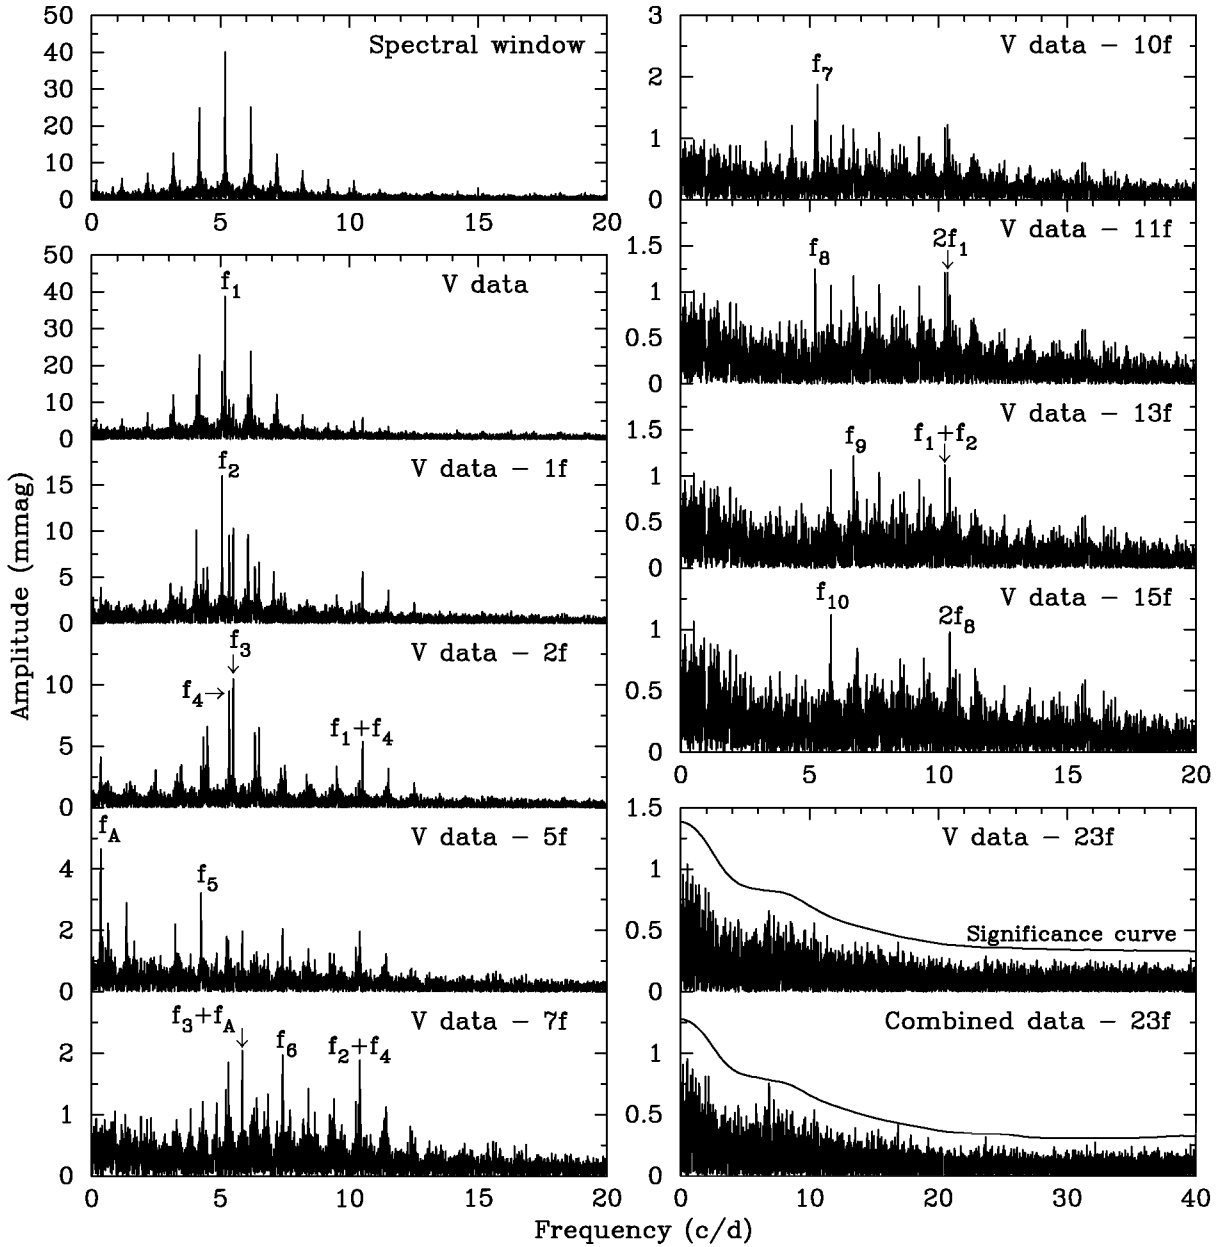 Spectral window
50
40
30
20
10
0
0 5 10 15 20
V data
f1
50
40
30
20
10
0
V data − 1f
f2
15
10
5
0
V data − 2f
f3
f4→
f1+f4
10
5
0
V data − 5f
fA
f5
4
2
0
V data − 7f
f3+fA
f6
f2+f4
2
1
0
0 5 10 15 20
Amplitude (mmag)
V data − 10f
f7
3
2
1
0
V data − 11f
f8
2f1
1.5
1
0.5
0
V data − 13f
f9
f1+f2
1.5
1
0.5
0
V data − 15f
f10
2f8
1
0.5
0
0 5 10 15 20
V data − 23f
Significance curve
1.5
1
0.5
0
Combined data − 23f
1
0.5
0
0 10 20 30 40
Frequency (c/d)